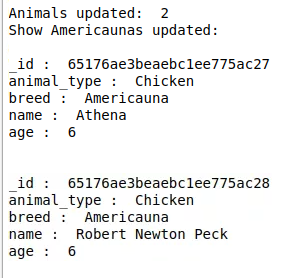 Animals updated:  2
Show Americaunas updated:
_id :  65176ae3beaebc1ee775ac27
animal_type :  Chicken
breed :  Americauna
name :  Athena
age :  6
_id :  65176ae3beaebc1ee775ac28
animal_type :  Chicken
breed :  Americauna
name :  Robert Newton Peck
age :  6